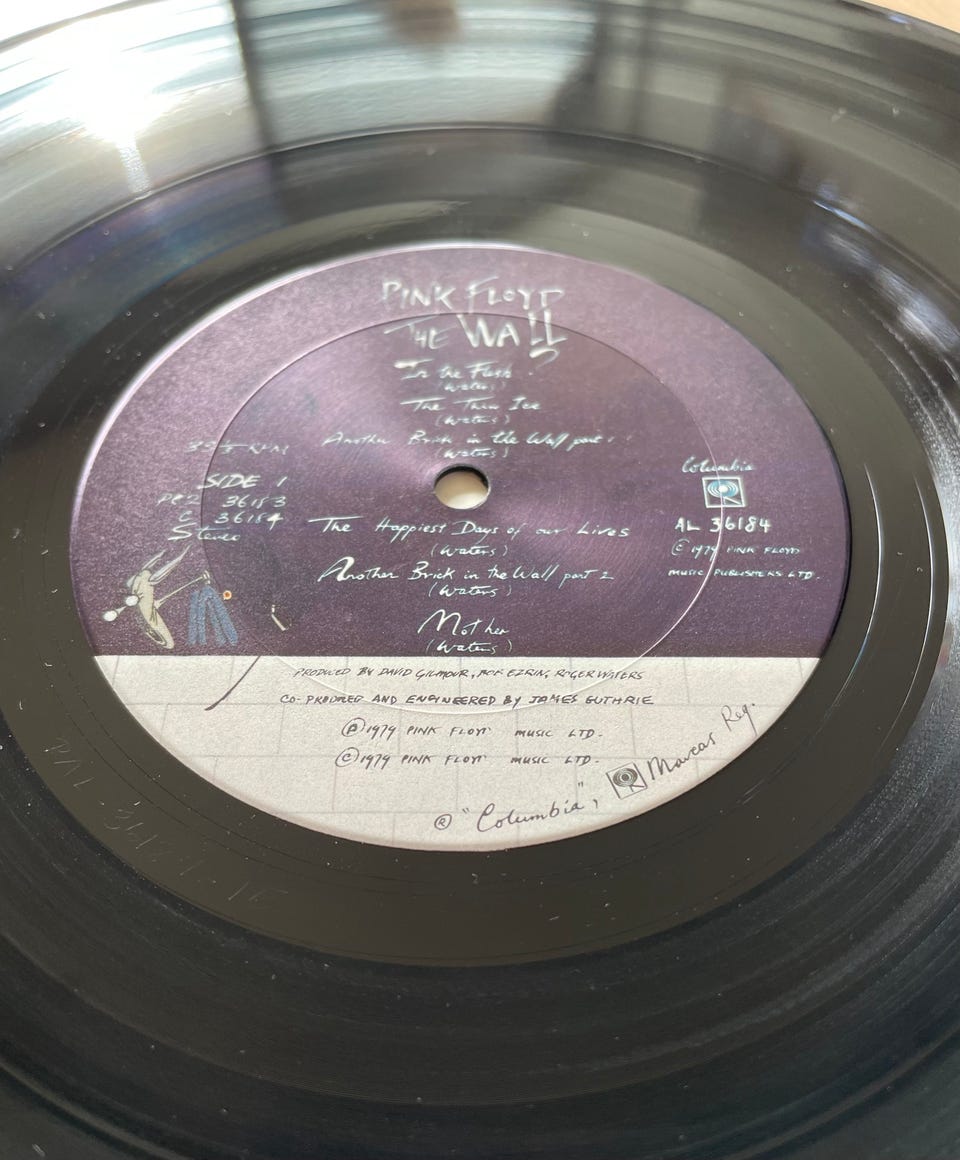 PINK FLOYD
THE WALL
In the Flesh
(Waters)
The Thin Ice
(Waters)
Another Brick in the Wall part 1
(Waters)
33⅓ RPM
SIDE 1
PC2 36183
C 36184
Stereo
Columbia
AL 36184
© 1979 PINK FLOYD
MUSIC PUBLISHERS LTD.
The Happiest Days of our Lives
(Waters)
Another Brick in the Wall part 2
(Waters)
Mother
(Waters)
PRODUCED BY DAVID GILMOUR, BOB EZRIN, ROGER WATERS
CO-PRODUCED AND ENGINEERED BY JAMES GUTHRIE
℗ 1979 PINK FLOYD MUSIC LTD.
© 1979 PINK FLOYD MUSIC LTD.
® "Columbia", Marcas Reg.